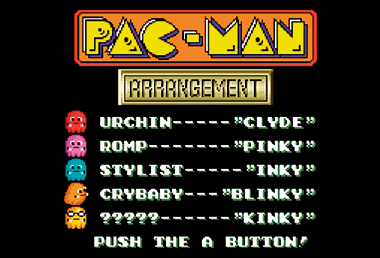 PAC-MAN
ARRANGEMENT
URCHIN-----"CLYDE"
ROMP-------"PINKY"
STYLIST-----"INKY"
CRYBABY---"BLINKY"
?????------"KINKY"
PUSH THE A BUTTON!